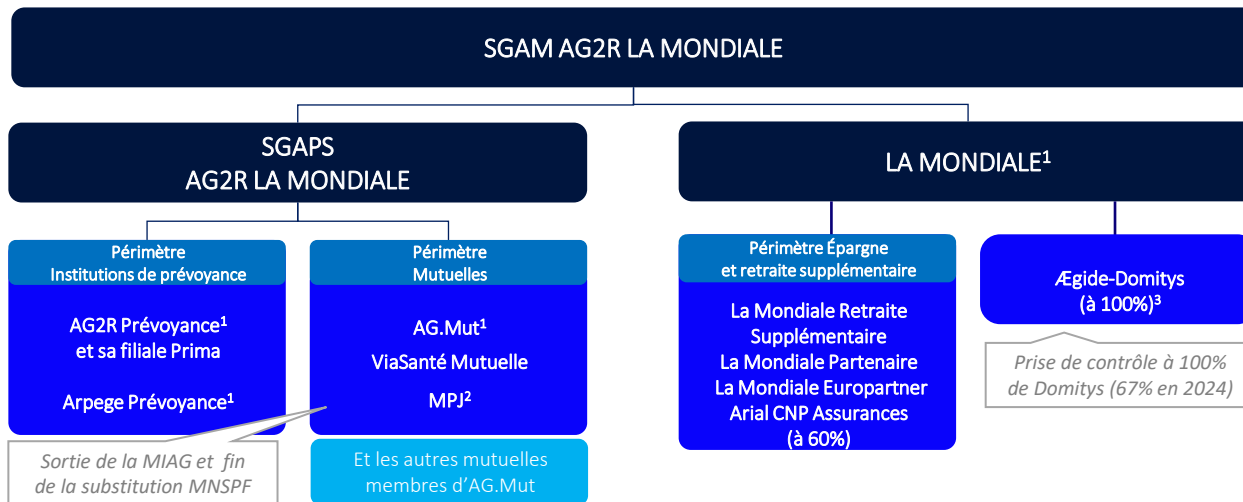 SGAM AG2R LA MONDIALE
SGAPS
AG2R LA MONDIALE
LA MONDIALE¹
Périmètre
Institutions de prévoyance
AG2R Prévoyance¹
et sa filiale Prima
Arpege Prévoyance¹
Sortie de la MIAG et fin
de la substitution MNSPF
Périmètre
Mutuelles
AG.Mut¹
ViaSanté Mutuelle
MPJ²
Et les autres mutuelles
membres d’AG.Mut
Périmètre Épargne
et retraite supplémentaire
La Mondiale Retraite
Supplémentaire
La Mondiale Partenaire
La Mondiale Europartner
Arial CNP Assurances
(à 60%)
Ægide-Domitys
(à 100%)³
Prise de contrôle à 100%
de Domitys (67% en 2024)